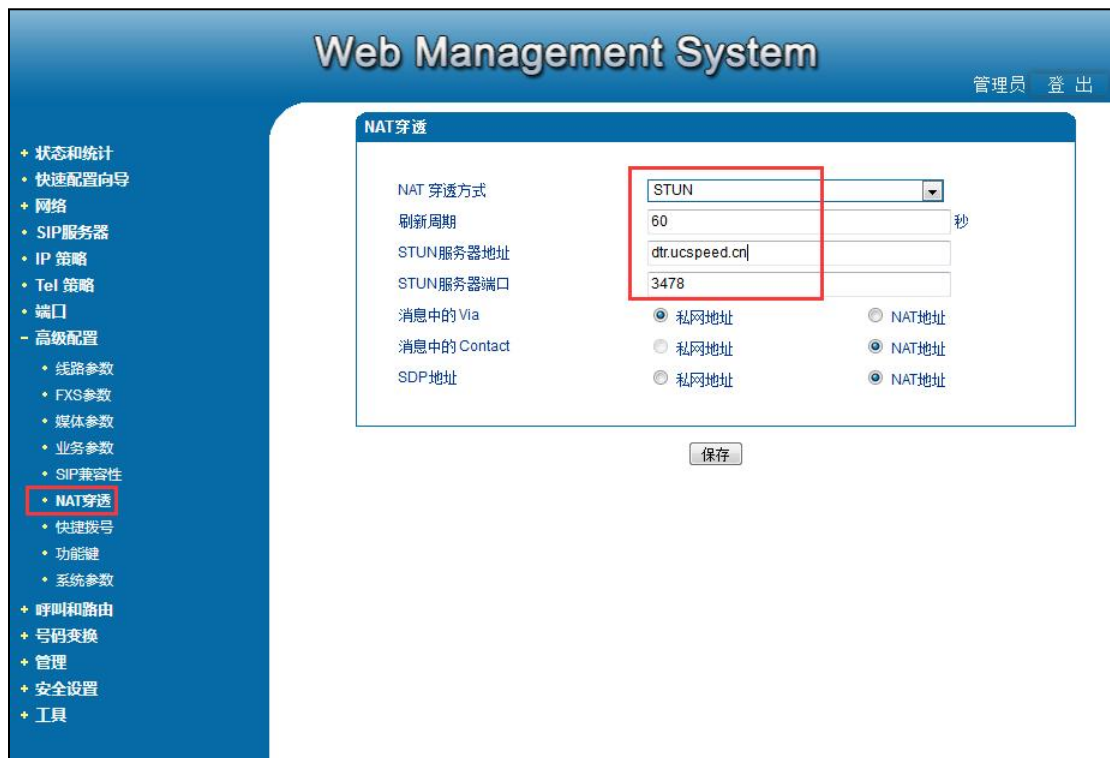 Web Management System
管理员 登 出
+ 状态和统计
• 快速配置向导
+ 网络
• SIP服务器
• IP 策略
• Tel 策略
• 端口
- 高级配置
• 线路参数
• FXS参数
• 媒体参数
• 业务参数
• SIP兼容性
• NAT穿透
• 快捷拨号
• 功能键
• 系统参数
+ 呼叫和路由
+ 号码变换
+ 管理
+ 安全设置
+ 工具
NAT穿透
NAT 穿透方式 STUN
刷新周期 60 秒
STUN服务器地址 dtr.ucspeed.cn
STUN服务器端口 3478
消息中的 Via 私网地址 NAT地址
消息中的 Contact 私网地址 NAT地址
SDP地址 私网地址 NAT地址
保存